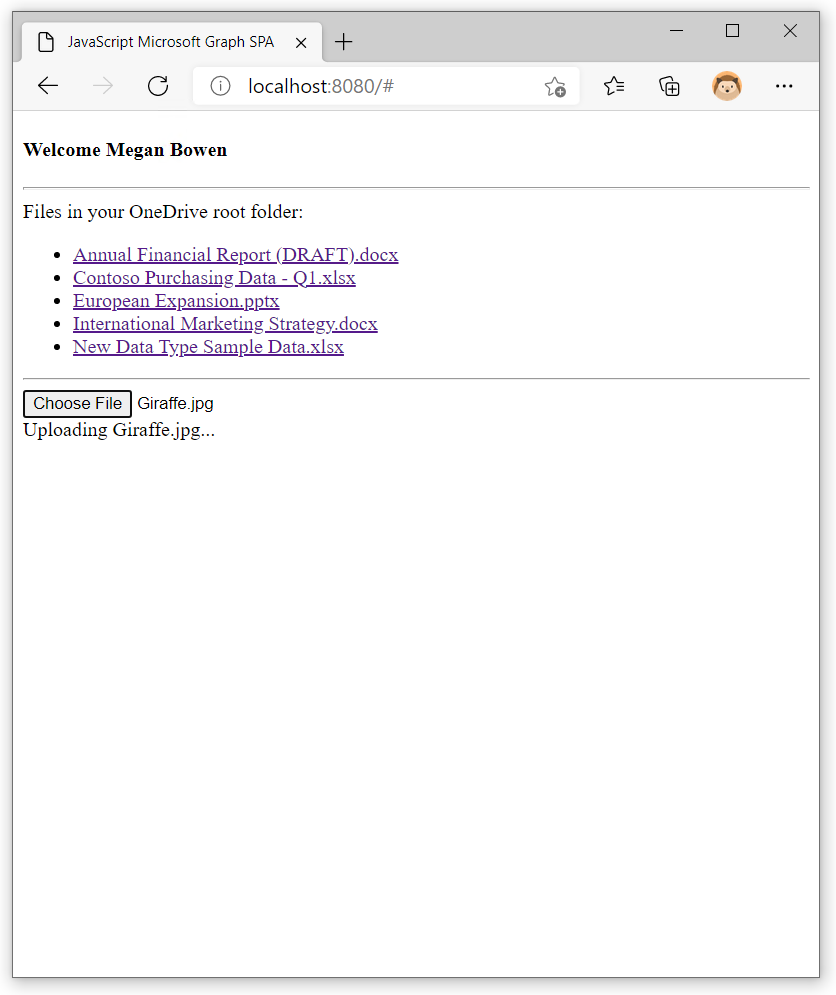 JavaScript Microsoft Graph SPA
localhost:8080/#
Welcome Megan Bowen
Files in your OneDrive root folder:
Annual Financial Report (DRAFT).docx
Contoso Purchasing Data - Q1.xlsx
European Expansion.pptx
International Marketing Strategy.docx
New Data Type Sample Data.xlsx
Choose File Giraffe.jpg
Uploading Giraffe.jpg...